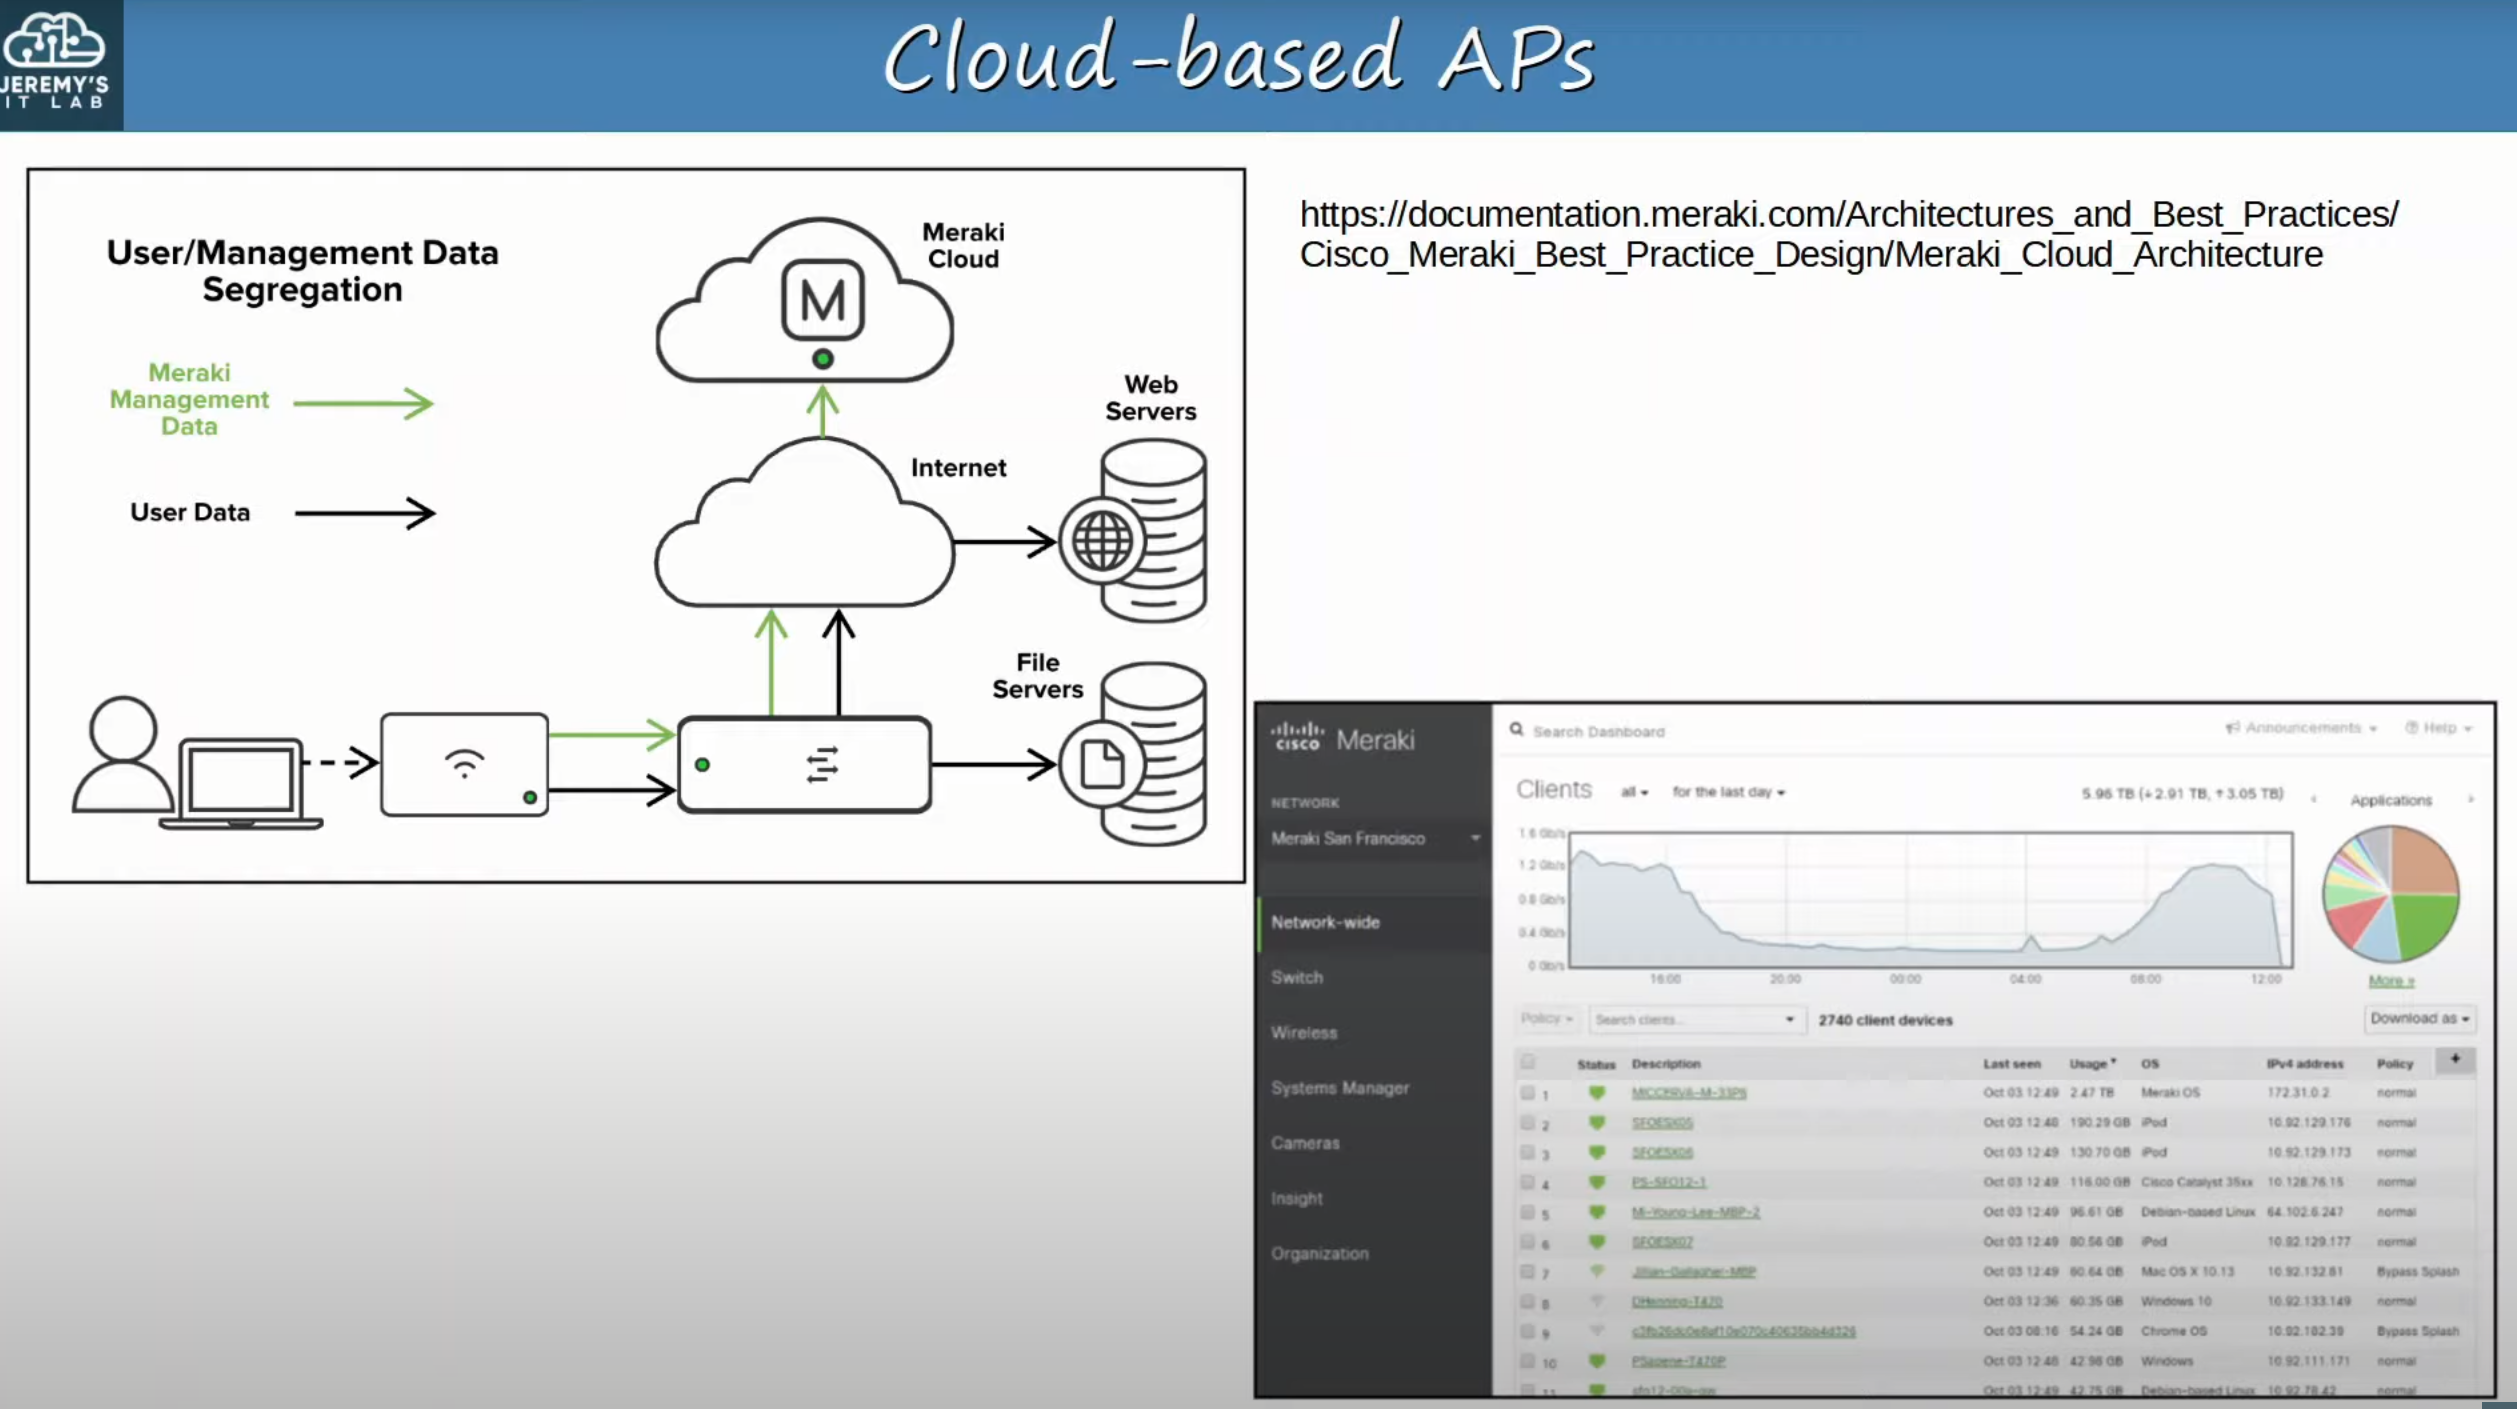 JEREMY'S
IT LAB
Cloud-based APs
User/Management Data
Segregation
Meraki
Management
Data
User Data
Meraki
Cloud
M
Internet
Web
Servers
File
Servers
https://documentation.meraki.com/Architectures_and_Best_Practices/
Cisco_Meraki_Best_Practice_Design/Meraki_Cloud_Architecture
CISCO Meraki
NETWORK
Meraki San Francisco
Network-wide
Switch
Wireless
Systems Manager
Cameras
Insight
Organization
Search Dashboard
Announcements
Help
Clients all for the last day
5.96 TB (↓2.91 TB, ↑3.05 TB)
Applications
1.6 Gb/s
1.2 Gb/s
0.8 Gb/s
0.4 Gb/s
0 Gb/s
16:00 20:00 00:00 04:00 08:00 12:00
More »
Policy Search clients... 2740 client devices Download as
Status Description Last seen Usage OS IPv4 address Policy +
1 Oct 03 12:49 2.47 TB Meraki OS 172.31.0.2 normal
2 SFOESX05 Oct 03 12:48 190.29 GB iPod 10.92.129.176 normal
3 SFOESX06 Oct 03 12:49 130.70 GB iPod 10.92.129.173 normal
4 PS-SFO12-1 Oct 03 12:49 116.00 GB Cisco Catalyst 35xx 10.128.76.15 normal
5 Mi-Young-Lee-MBP-2 Oct 03 12:49 96.61 GB Debian-based Linux 64.102.6.247 normal
6 SFOESX07 Oct 03 12:49 80.56 GB iPod 10.92.129.177 normal
7 Jillian-Gallagher-MBP Oct 03 12:49 60.64 GB Mac OS X 10.13 10.92.132.61 Bypass Splash
8 DHenning-T470 Oct 03 12:36 60.35 GB Windows 10 10.92.133.149 normal
9 Oct 03 08:16 54.24 GB Chrome OS 10.92.182.39 Bypass Splash
10 Oct 03 12:48 42.98 GB Windows 10.92.111.171 normal
11 Oct 03 12:49 42.75 GB Debian-based Linux 10.92.78.42 normal